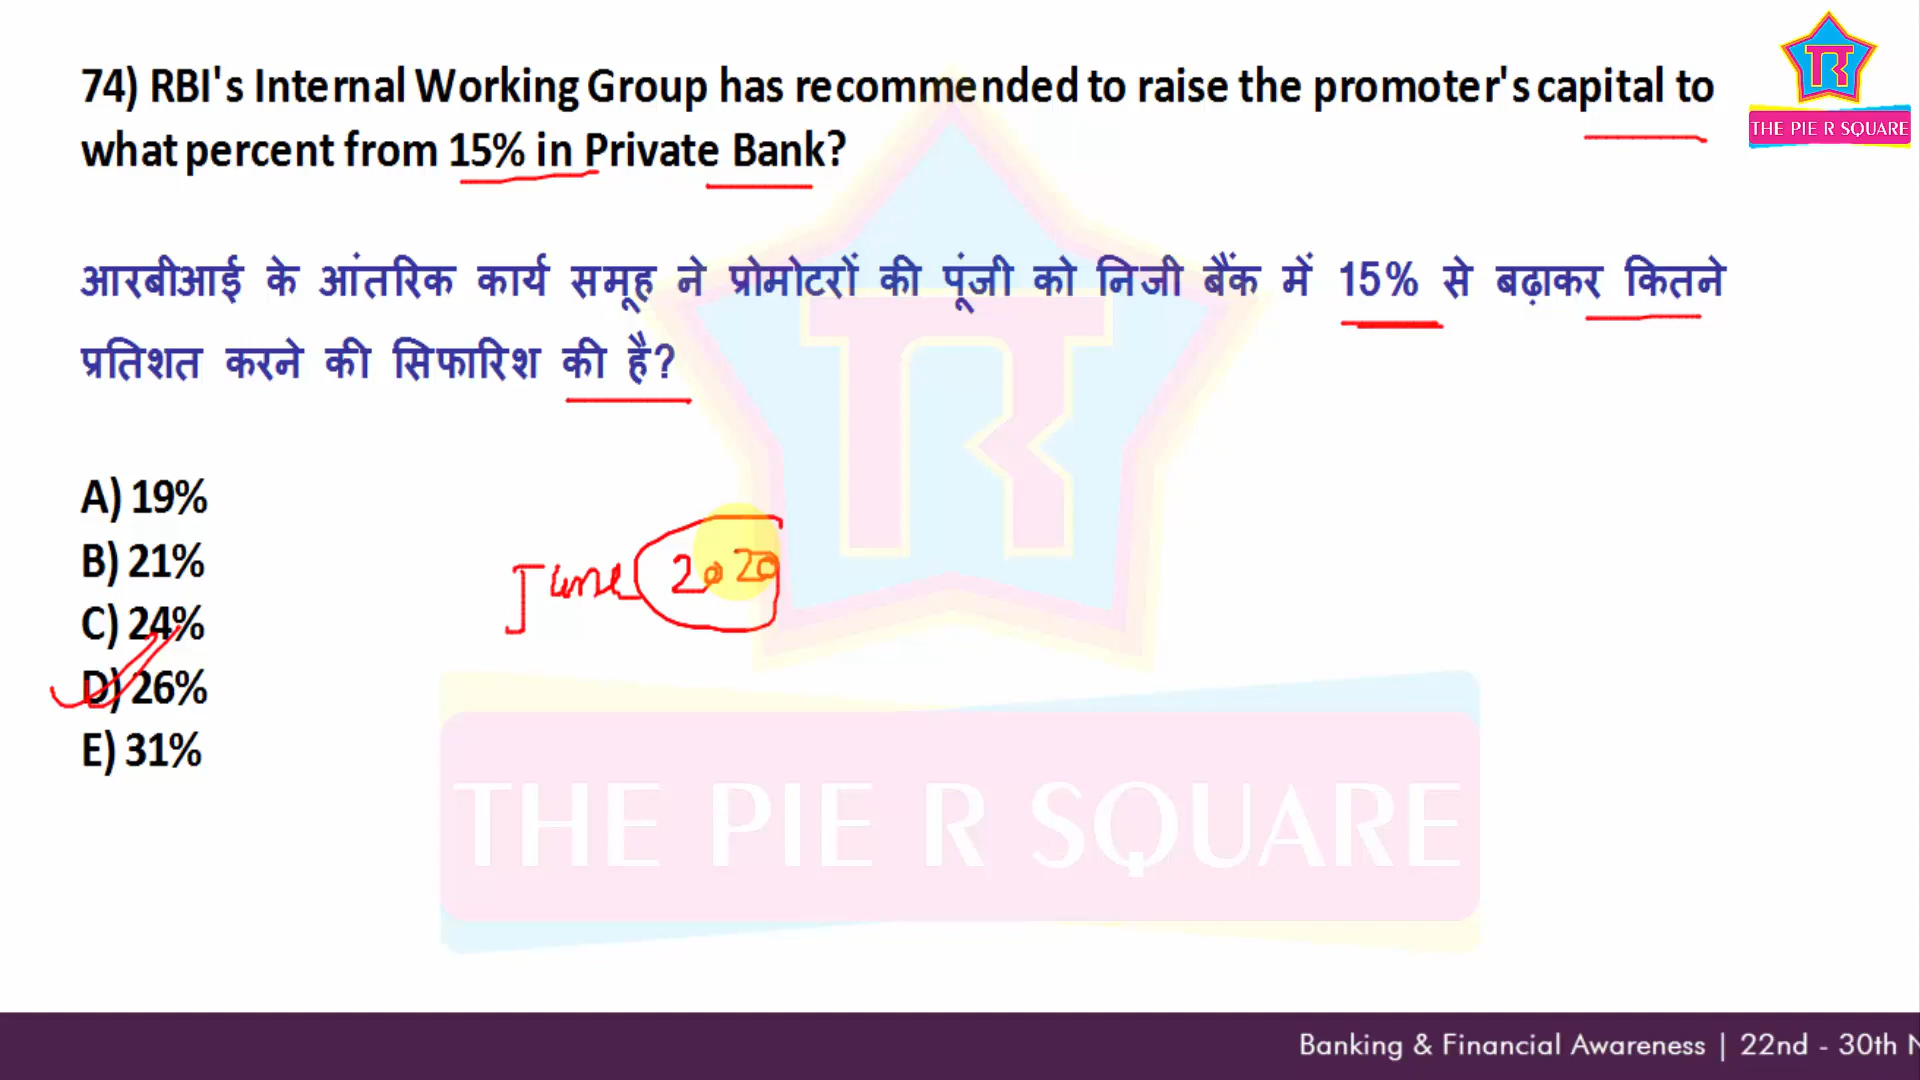 74) RBI's Internal Working Group has recommended to raise the promoter's capital to
what percent from 15% in Private Bank?
THE PIE R SQUARE
आरबीआई के आंतरिक कार्य समूह ने प्रोमोटरों की पूंजी को निजी बैंक में 15% से बढ़ाकर कितने
प्रतिशत करने की सिफारिश की है?
A) 19%
B) 21%
C) 24%
D) 26%
E) 31%
June 2020
THE PIE R SQUARE
Banking & Financial Awareness | 22nd - 30th N